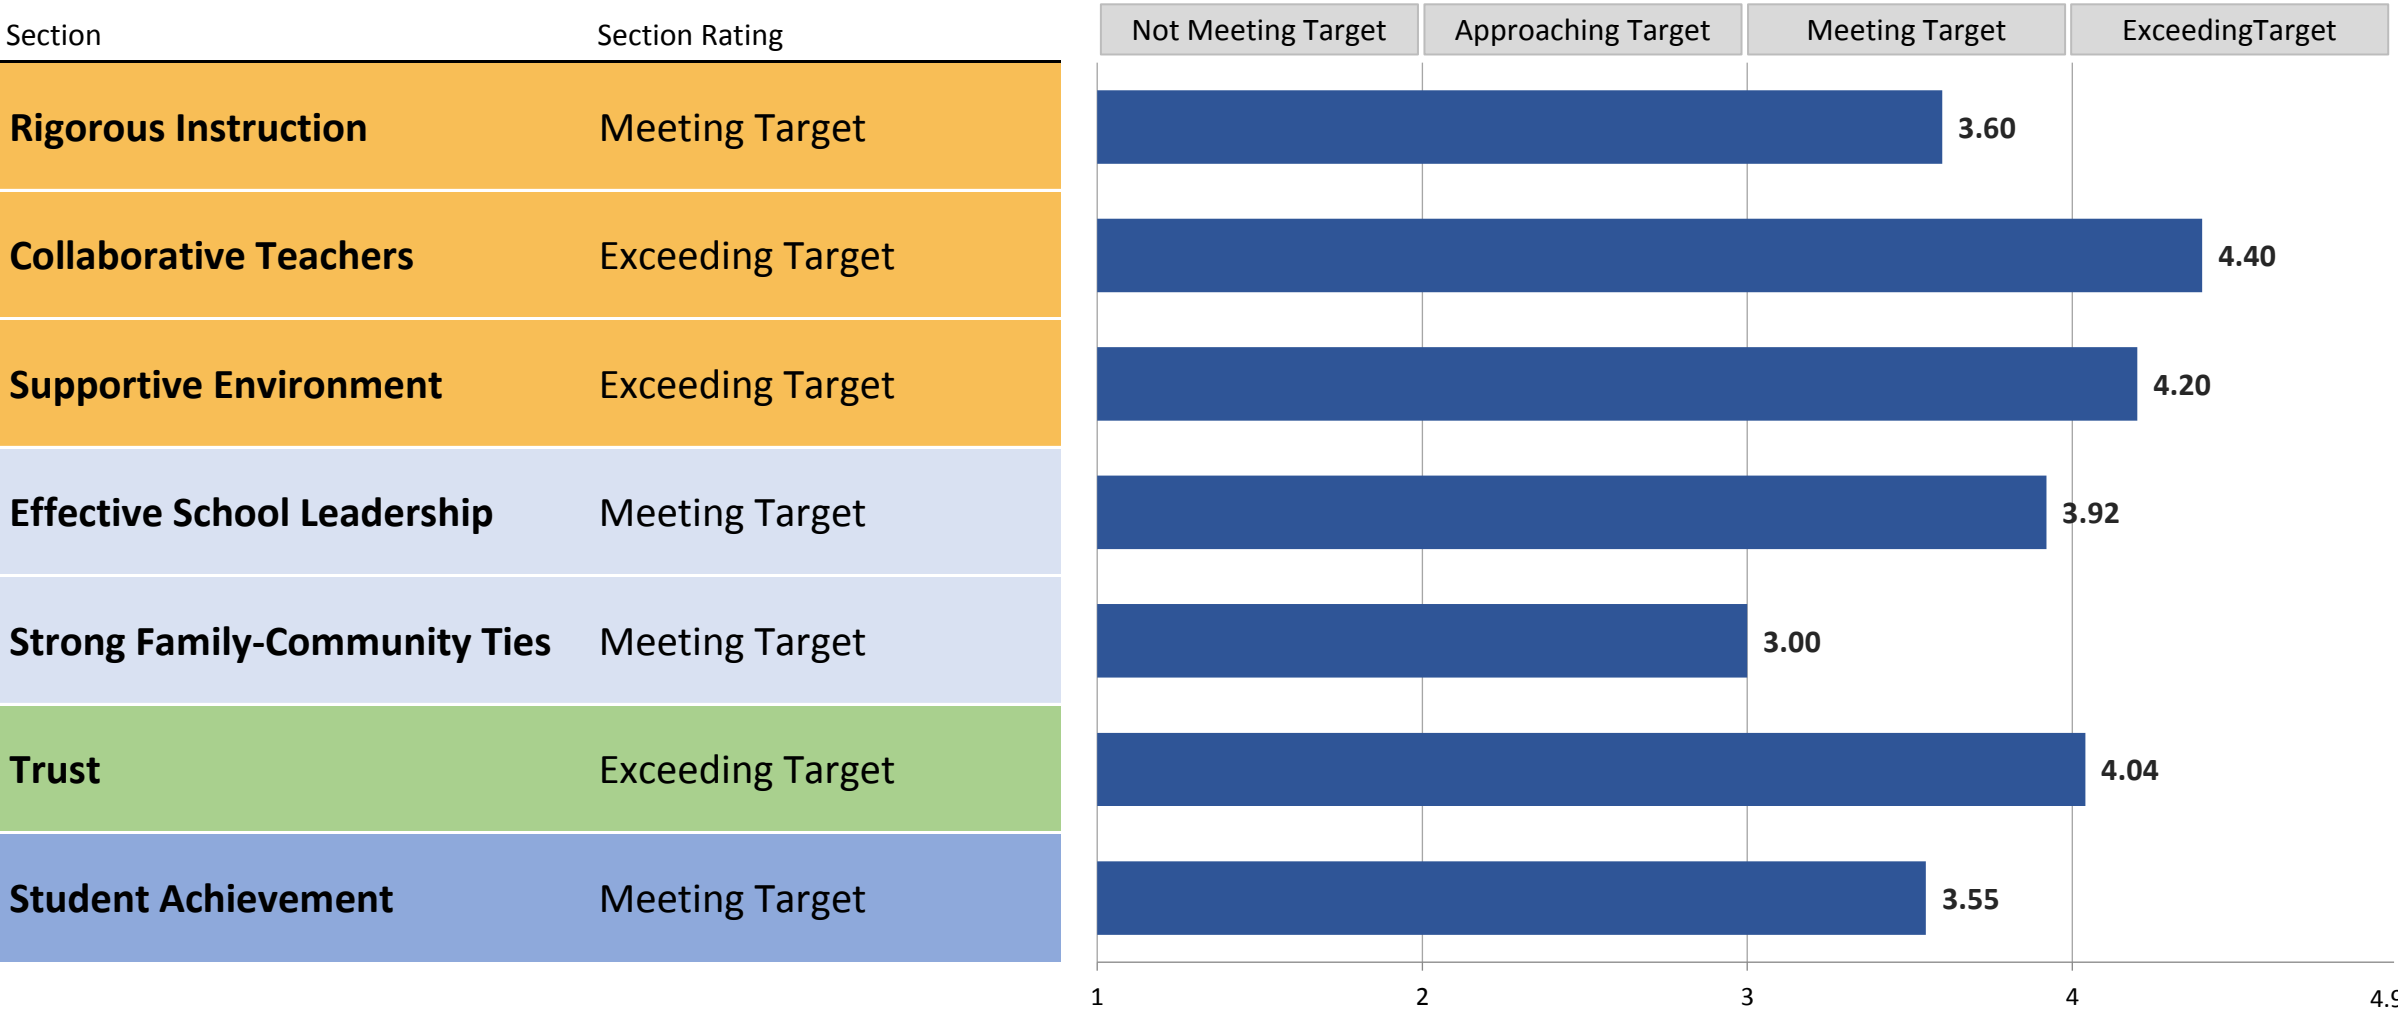 Section Section Rating Not Meeting Target Approaching Target Meeting Target ExceedingTarget
Rigorous Instruction Meeting Target 3.60
Collaborative Teachers Exceeding Target 4.40
Supportive Environment Exceeding Target 4.20
Effective School Leadership Meeting Target 3.92
Strong Family-Community Ties Meeting Target 3.00
Trust Exceeding Target 4.04
Student Achievement Meeting Target 3.55
1 2 3 4